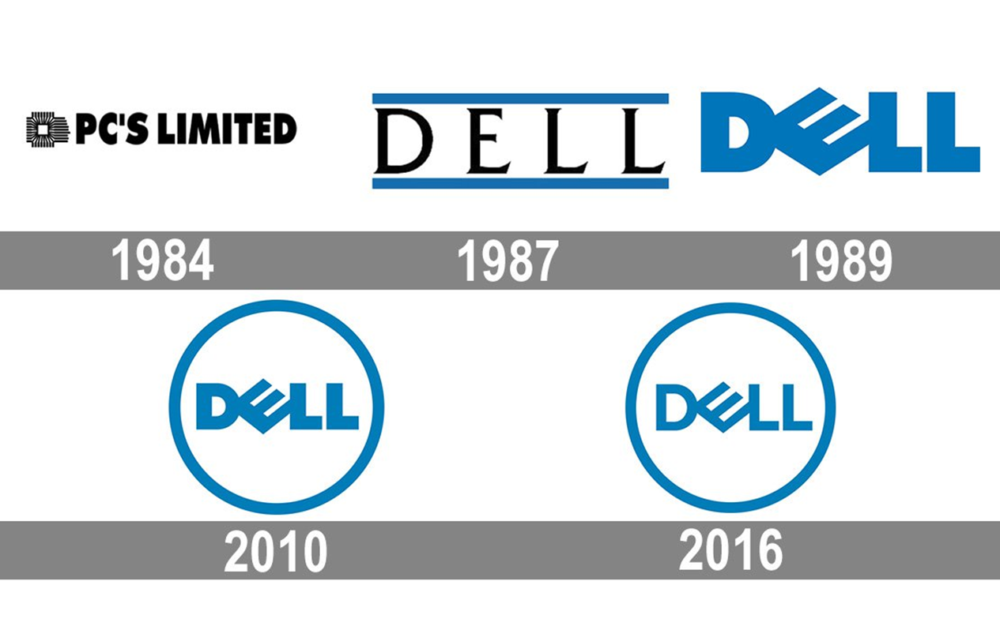 PC'S LIMITED
DELL
DELL
1984
1987
1989
DELL
DELL
2010
2016